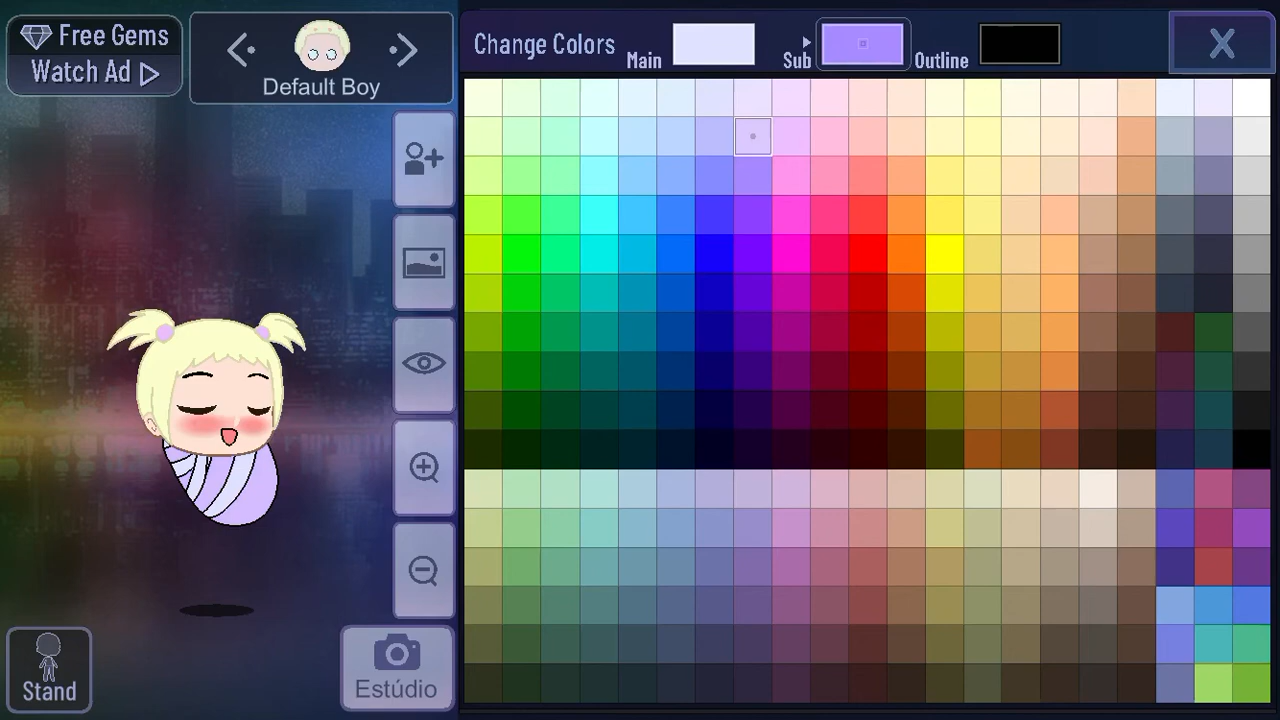 Free Gems
Watch Ad
Default Boy
Change Colors
Main
Sub
Outline
X
Stand
Estúdio